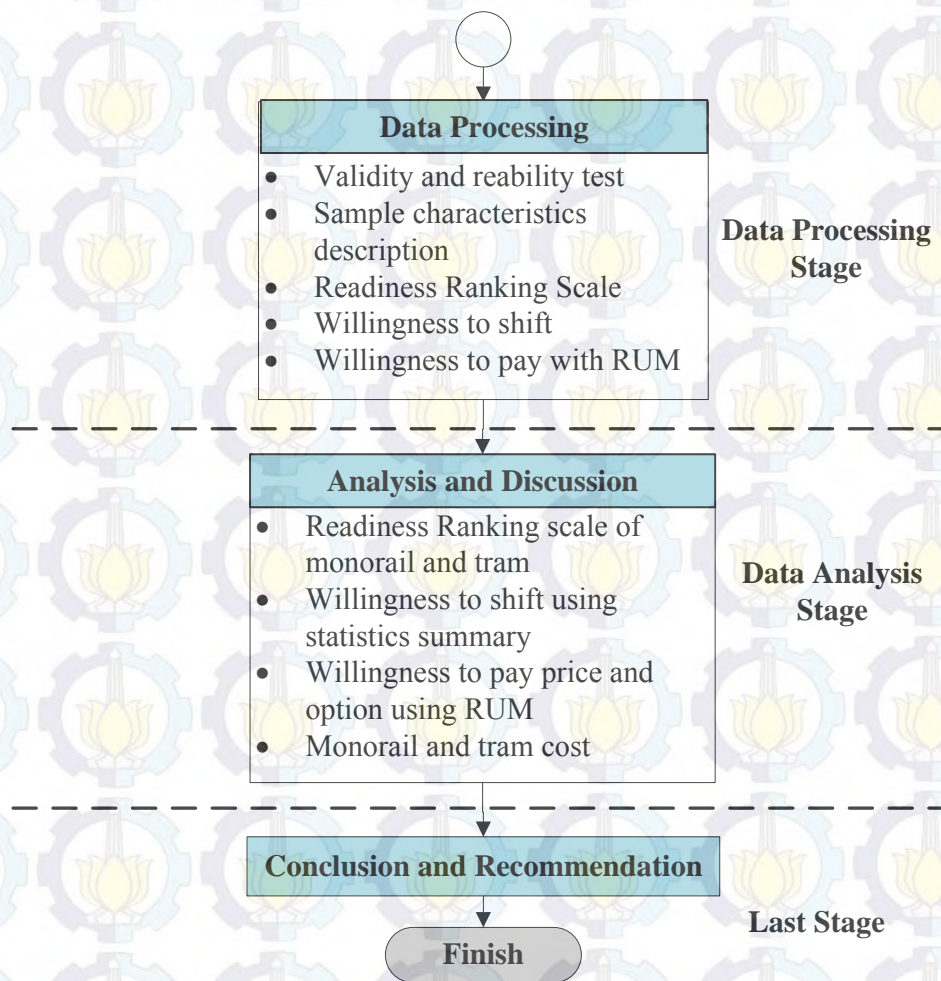 Data Processing
• Validity and reability test
• Sample characteristics
description
• Readiness Ranking Scale
• Willingness to shift
• Willingness to pay with RUM
Data Processing
Stage
Analysis and Discussion
• Readiness Ranking scale of
monorail and tram
• Willingness to shift using
statistics summary
• Willingness to pay price and
option using RUM
• Monorail and tram cost
Data Analysis
Stage
Conclusion and Recommendation
Last Stage
Finish